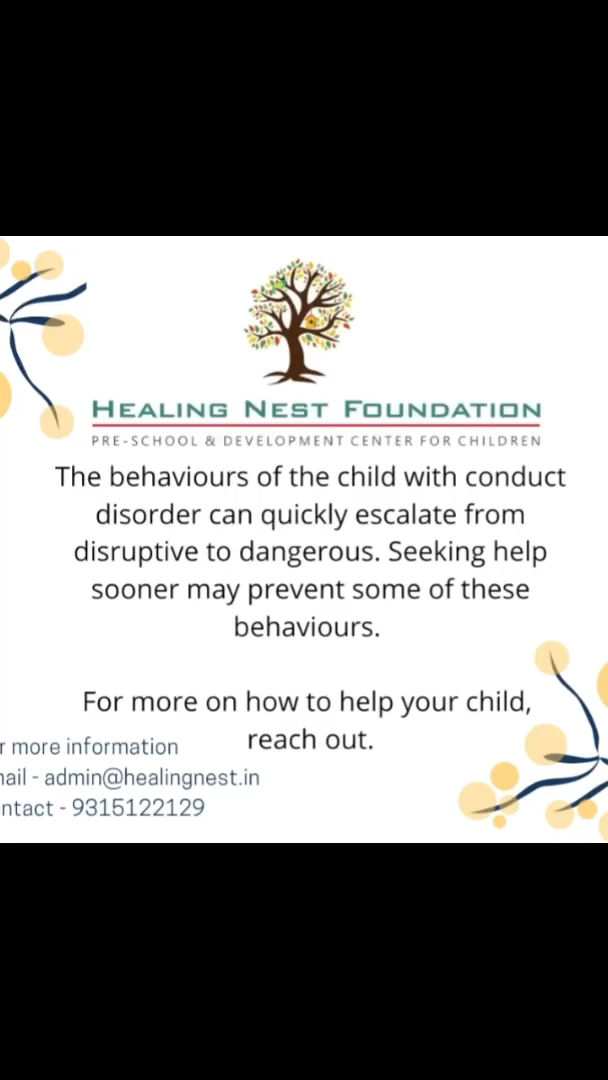 HEALING NEST FOUNDATION
PRE-SCHOOL & DEVELOPMENT CENTER FOR CHILDREN
The behaviours of the child with conduct
disorder can quickly escalate from
disruptive to dangerous. Seeking help
sooner may prevent some of these
behaviours.
For more on how to help your child,
reach out.
r more information
ail - admin@healingnest.in
ntact - 9315122129